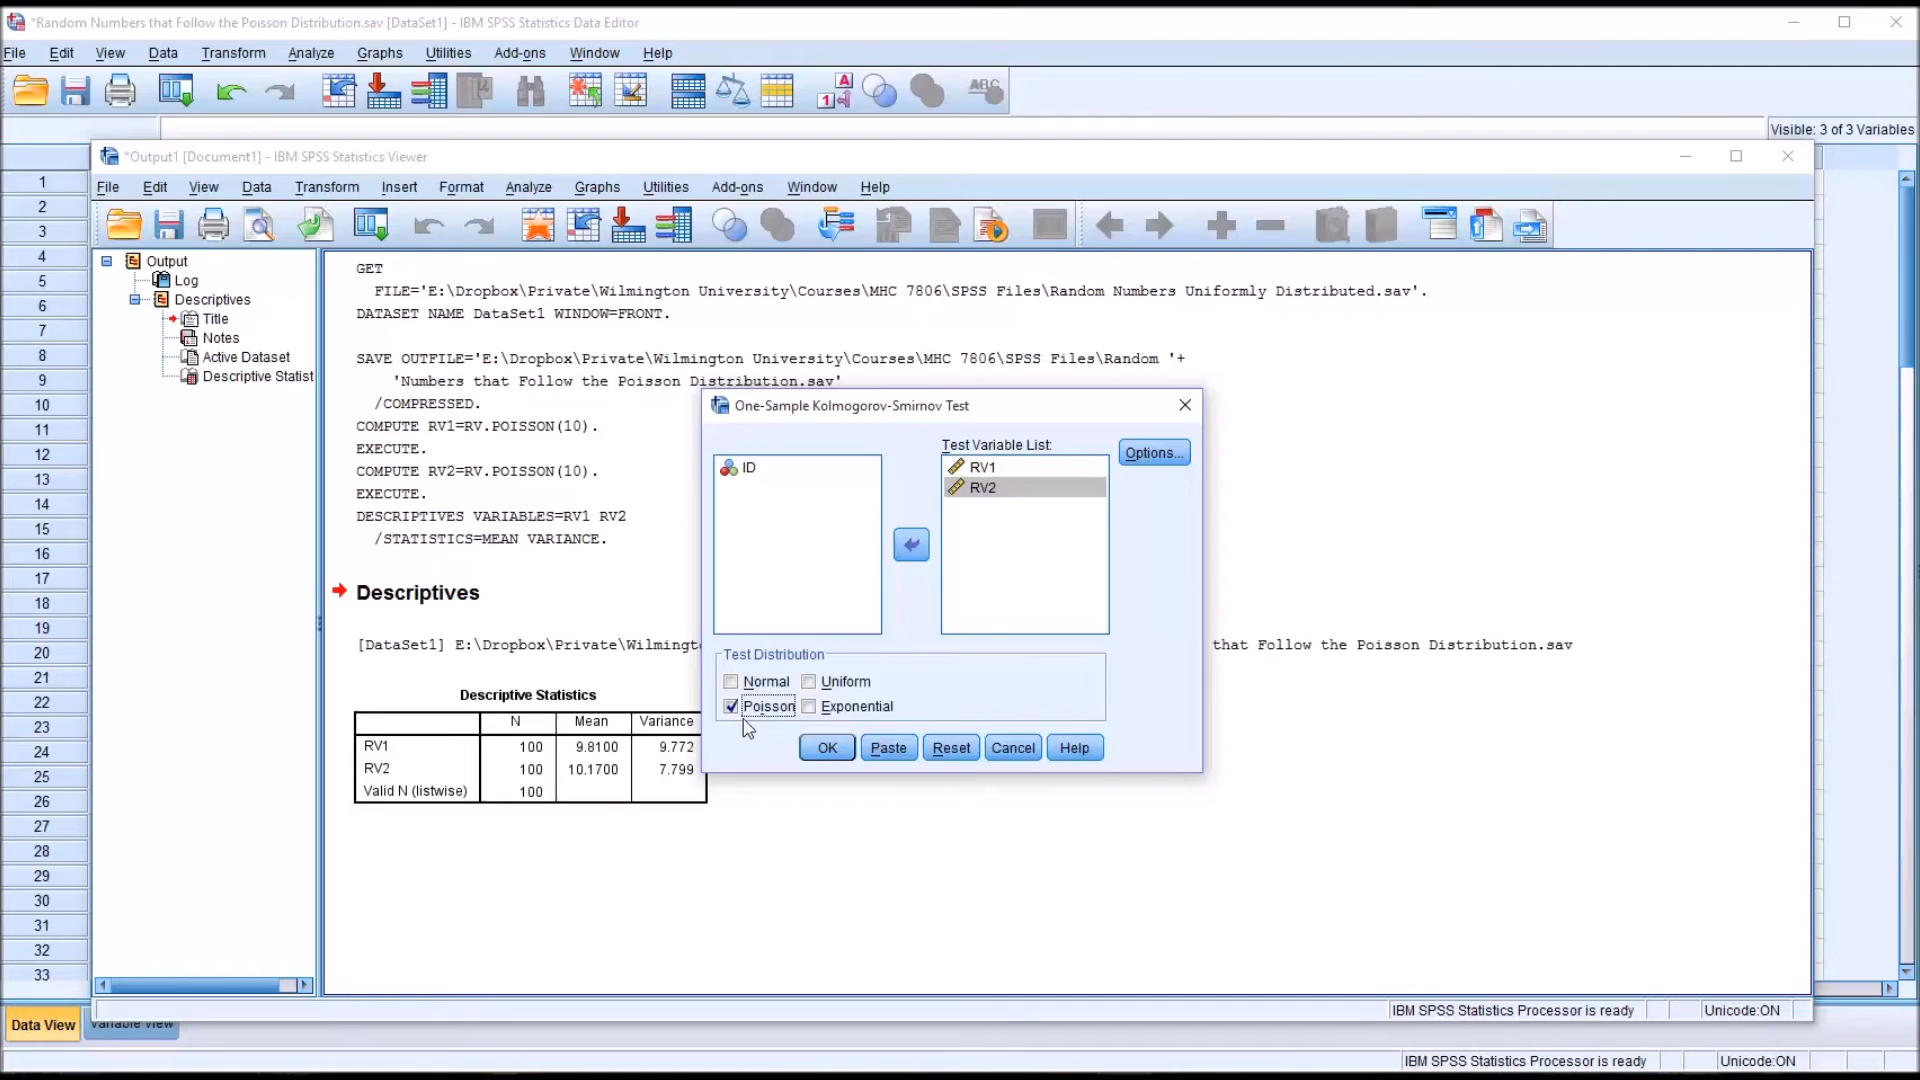 *Random Numbers that Follow the Poisson Distribution.sav [DataSet1] - IBM SPSS Statistics Data Editor
File Edit View Data Transform Analyze Graphs Utilities Add-ons Window Help
Visible: 3 of 3 Variables
*Output1 [Document1] - IBM SPSS Statistics Viewer
File Edit View Data Transform Insert Format Analyze Graphs Utilities Add-ons Window Help
1
2
3
4
5
6
7
8
9
10
11
12
13
14
15
16
17
18
19
20
21
22
23
24
25
26
27
28
29
30
31
32
33
Output
Log
Descriptives
Title
Notes
Active Dataset
Descriptive Statist
GET
FILE='E:\Dropbox\Private\Wilmington University\Courses\MHC 7806\SPSS Files\Random Numbers Uniformly Distributed.sav'.
DATASET NAME DataSet1 WINDOW=FRONT.
SAVE OUTFILE='E:\Dropbox\Private\Wilmington University\Courses\MHC 7806\SPSS Files\Random '+
'Numbers that Follow the Poisson Distribution.sav'
/COMPRESSED.
COMPUTE RV1=RV.POISSON(10).
EXECUTE.
COMPUTE RV2=RV.POISSON(10).
EXECUTE.
DESCRIPTIVES VARIABLES=RV1 RV2
/STATISTICS=MEAN VARIANCE.
Descriptives
[DataSet1] E:\Dropbox\Private\Wilmingt that Follow the Poisson Distribution.sav
Descriptive Statistics
N Mean Variance
RV1 100 9.8100 9.772
RV2 100 10.1700 7.799
Valid N (listwise) 100
One-Sample Kolmogorov-Smirnov Test
Test Variable List:
ID
RV1
RV2
Options...
Test Distribution
Normal Uniform
Poisson Exponential
OK Paste Reset Cancel Help
IBM SPSS Statistics Processor is ready Unicode:ON
Data View Variable View
IBM SPSS Statistics Processor is ready Unicode:ON